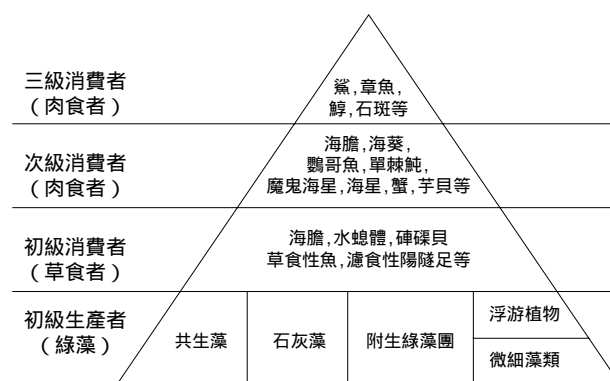 三級消費者
（肉食者）
鯊,章魚,
鯙,石斑等
次級消費者
（肉食者）
海膽,海葵,
鸚哥魚,單棘魨,
魔鬼海星,海星,蟹,芋貝等
初級消費者
（草食者）
海膽,水螅體,硨磲貝
草食性魚,濾食性陽隧足等
初級生產者
（綠藻）
共生藻
石灰藻
附生綠藻團
浮游植物
微細藻類